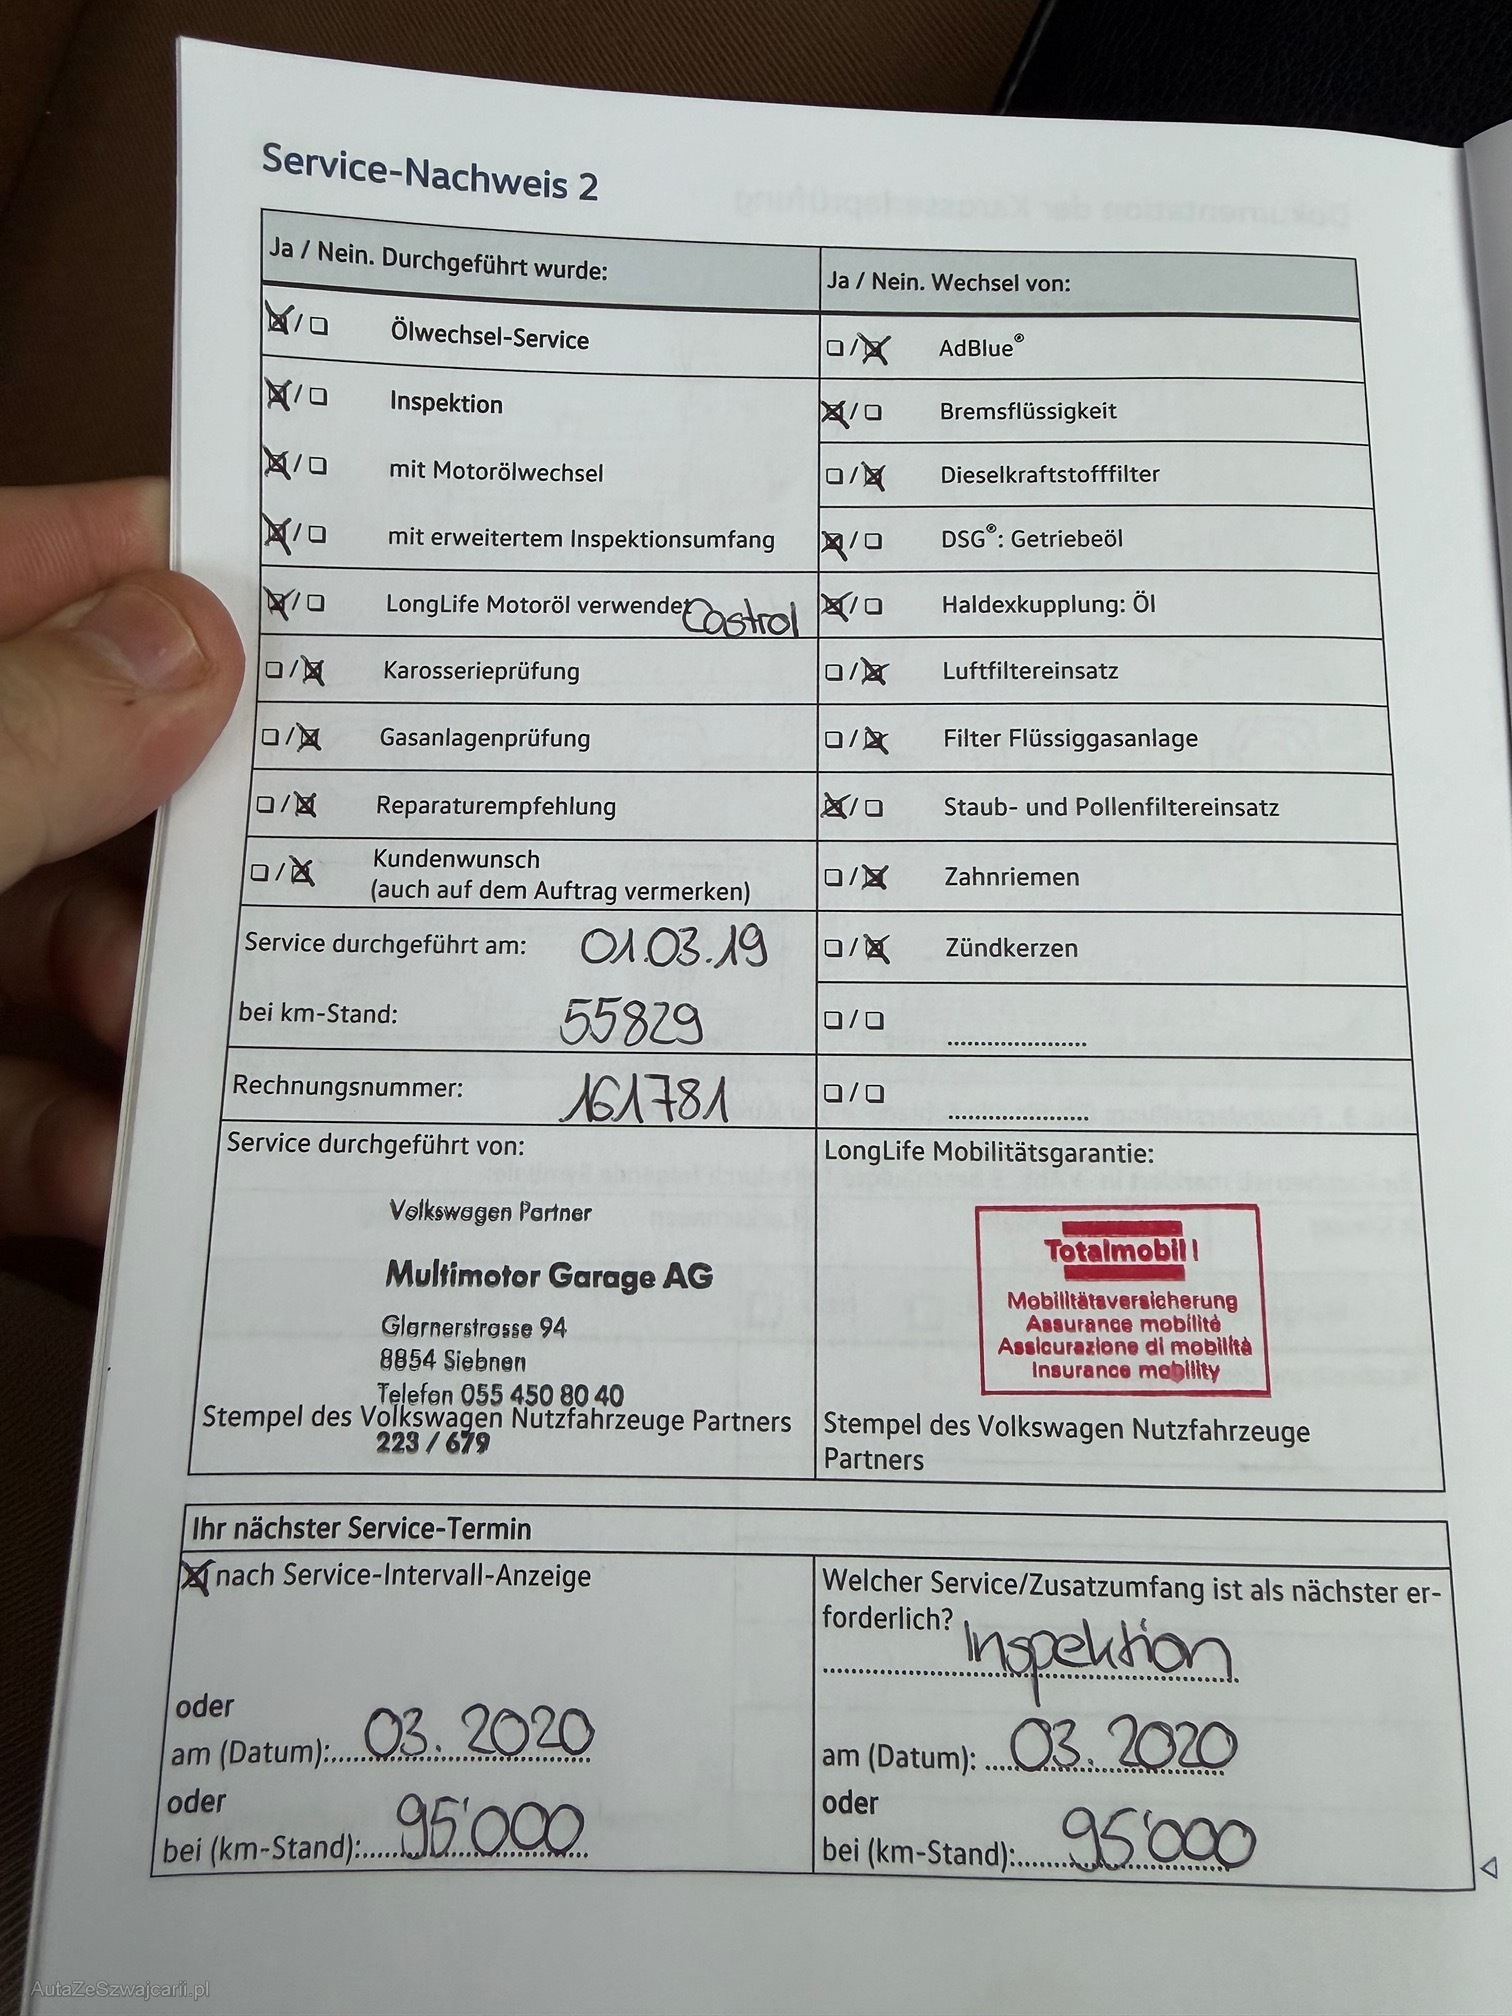 Service-Nachweis 2
Ja / Nein. Durchgeführt wurde:
Ölwechsel-Service
Inspektion
mit Motorölwechsel
mit erweitertem Inspektionsumfang
LongLife Motoröl verwendet Castrol
Karosserieprüfung
Gasanlagenprüfung
Reparaturempfehlung
Kundenwunsch
(auch auf dem Auftrag vermerken)
Service durchgeführt am: 01.03.19
bei km-Stand: 55829
Rechnungsnummer: 161781
Service durchgeführt von:
Volkswagen Partner
Multimotor Garage AG
Glarnerstrasse 94
8854 Siebnen
Telefon 055 450 80 40
Stempel des Volkswagen Nutzfahrzeuge Partners
223 / 679
Ja / Nein. Wechsel von:
AdBlue®
Bremsflüssigkeit
Dieselkraftstofffilter
DSG®: Getriebeöl
Haldexkupplung: Öl
Luftfiltereinsatz
Filter Flüssiggasanlage
Staub- und Pollenfiltereinsatz
Zahnriemen
Zündkerzen
LongLife Mobilitätsgarantie:
Totalmobil!
Mobilitätsversicherung
Assurance mobilité
Assicurazione di mobilità
Insurance mobility
Stempel des Volkswagen Nutzfahrzeuge
Partners
Ihr nächster Service-Termin
nach Service-Intervall-Anzeige
oder
am (Datum): 03. 2020
oder
bei (km-Stand): 95'000
Welcher Service/Zusatzumfang ist als nächster er-
forderlich?
Inspektion
am (Datum): 03. 2020
oder
bei (km-Stand): 95'000
AutaZeSzwajcarii.pl